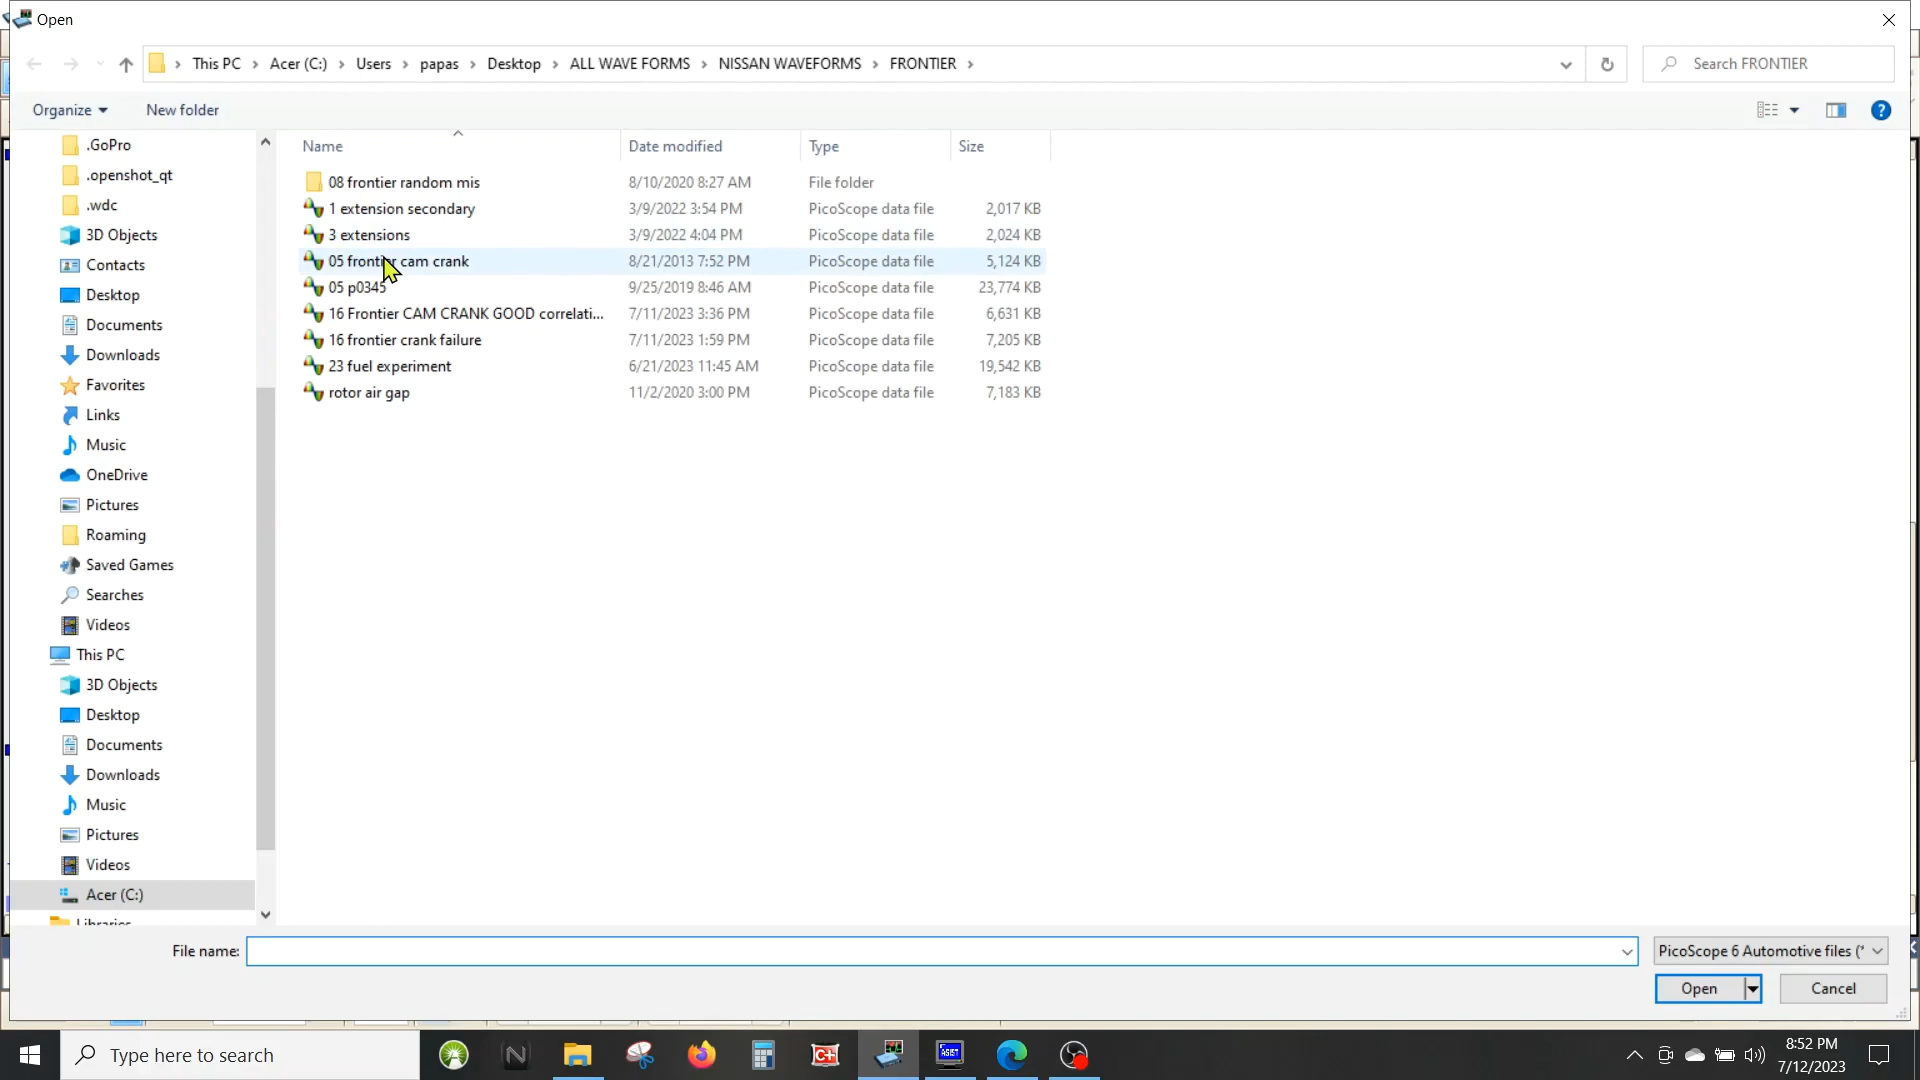 Open
This PC > Acer (C:) > Users > papas > Desktop > ALL WAVE FORMS > NISSAN WAVEFORMS > FRONTIER >
Search FRONTIER
Organize
New folder
.GoPro
.openshot_qt
.wdc
3D Objects
Contacts
Desktop
Documents
Downloads
Favorites
Links
Music
OneDrive
Pictures
Roaming
Saved Games
Searches
Videos
This PC
3D Objects
Desktop
Documents
Downloads
Music
Pictures
Videos
Acer (C:)
Libraries
Name Date modified Type Size
08 frontier random mis 8/10/2020 8:27 AM File folder
1 extension secondary 3/9/2022 3:54 PM PicoScope data file 2,017 KB
3 extensions 3/9/2022 4:04 PM PicoScope data file 2,024 KB
05 frontier cam crank 8/21/2013 7:52 PM PicoScope data file 5,124 KB
05 p0345 9/25/2019 8:46 AM PicoScope data file 23,774 KB
16 Frontier CAM CRANK GOOD correlati... 7/11/2023 3:36 PM PicoScope data file 6,631 KB
16 frontier crank failure 7/11/2023 1:59 PM PicoScope data file 7,205 KB
23 fuel experiment 6/21/2023 11:45 AM PicoScope data file 19,542 KB
rotor air gap 11/2/2020 3:00 PM PicoScope data file 7,183 KB
File name:
PicoScope 6 Automotive files (*
Open
Cancel
Type here to search
N
C+
ASIST
8:52 PM
7/12/2023